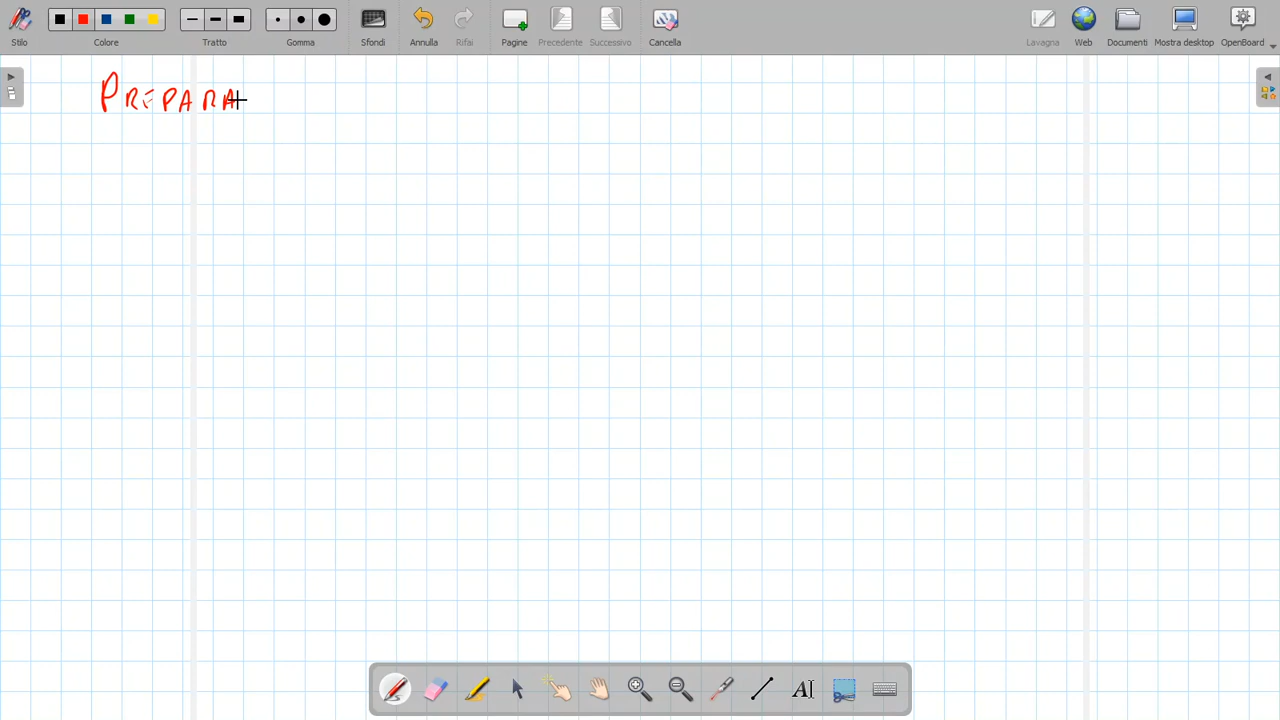 Stilo Colore Tratto Gomma Sfondi Annulla Rifai Pagine Precedente Successivo Cancella Lavagna Web Documenti Mostra desktop OpenBoard
PREPARA
A